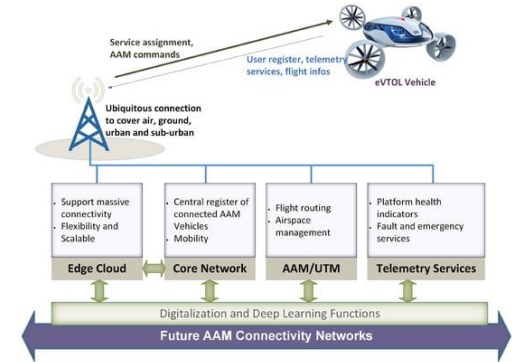 Service assignment,
AAM commands
User register, telemetry
services, flight infos
eVTOL Vehicle
Ubiquitous connection
to cover air, ground,
urban and sub-urban
• Support massive
connectivity
• Flexibility and
Scalable
• Central register of
connected AAM
Vehicles
• Mobility
• Flight routing
• Airspace
management
• Platform health
indicators
• Fault and emergency
services
Edge Cloud
Core Network
AAM/UTM
Telemetry Services
Digitalization and Deep Learning Functions
Future AAM Connectivity Networks